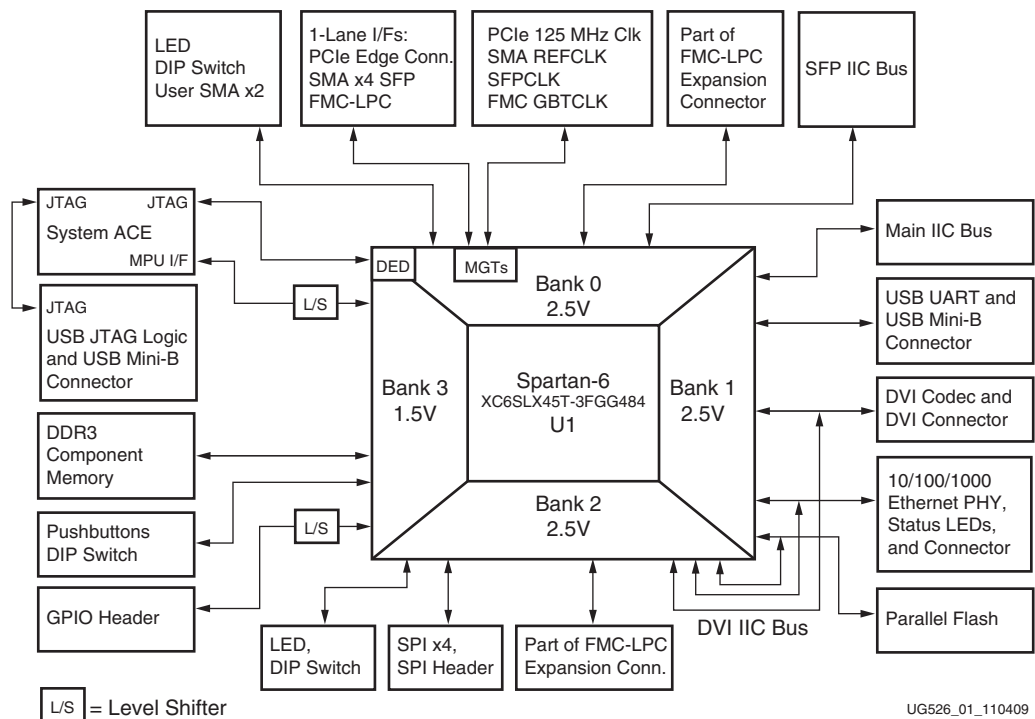 LED
DIP Switch
User SMA x2
1-Lane I/Fs:
PCIe Edge Conn.
SMA x4 SFP
FMC-LPC
PCIe 125 MHz Clk
SMA REFCLK
SFPCLK
FMC GBTCLK
Part of
FMC-LPC
Expansion
Connector
SFP IIC Bus
JTAG JTAG
System ACE
MPU I/F
L/S
JTAG
USB JTAG Logic
and USB Mini-B
Connector
DDR3
Component
Memory
Pushbuttons
DIP Switch
L/S
GPIO Header
DED
MGTs
Bank 0
2.5V
Bank 3
1.5V
Spartan-6
XC6SLX45T-3FGG484
U1
Bank 1
2.5V
Bank 2
2.5V
Main IIC Bus
USB UART and
USB Mini-B
Connector
DVI Codec and
DVI Connector
10/100/1000
Ethernet PHY,
Status LEDs,
and Connector
Parallel Flash
DVI IIC Bus
LED,
DIP Switch
SPI x4,
SPI Header
Part of FMC-LPC
Expansion Conn.
L/S = Level Shifter
UG526_01_110409